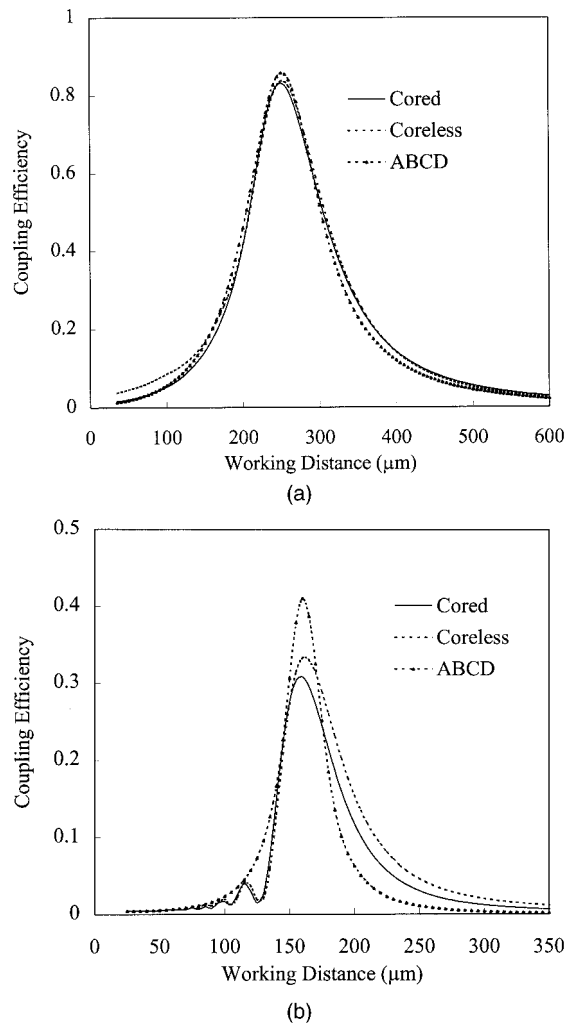 1
0.8
0.6
0.4
0.2
0
Coupling Efficiency
Cored
Coreless
ABCD
0 100 200 300 400 500 600
Working Distance (μm)
(a)
0.5
0.4
0.3
0.2
0.1
0
Coupling Efficiency
Cored
Coreless
ABCD
0 50 100 150 200 250 300 350
Working Distance (μm)
(b)